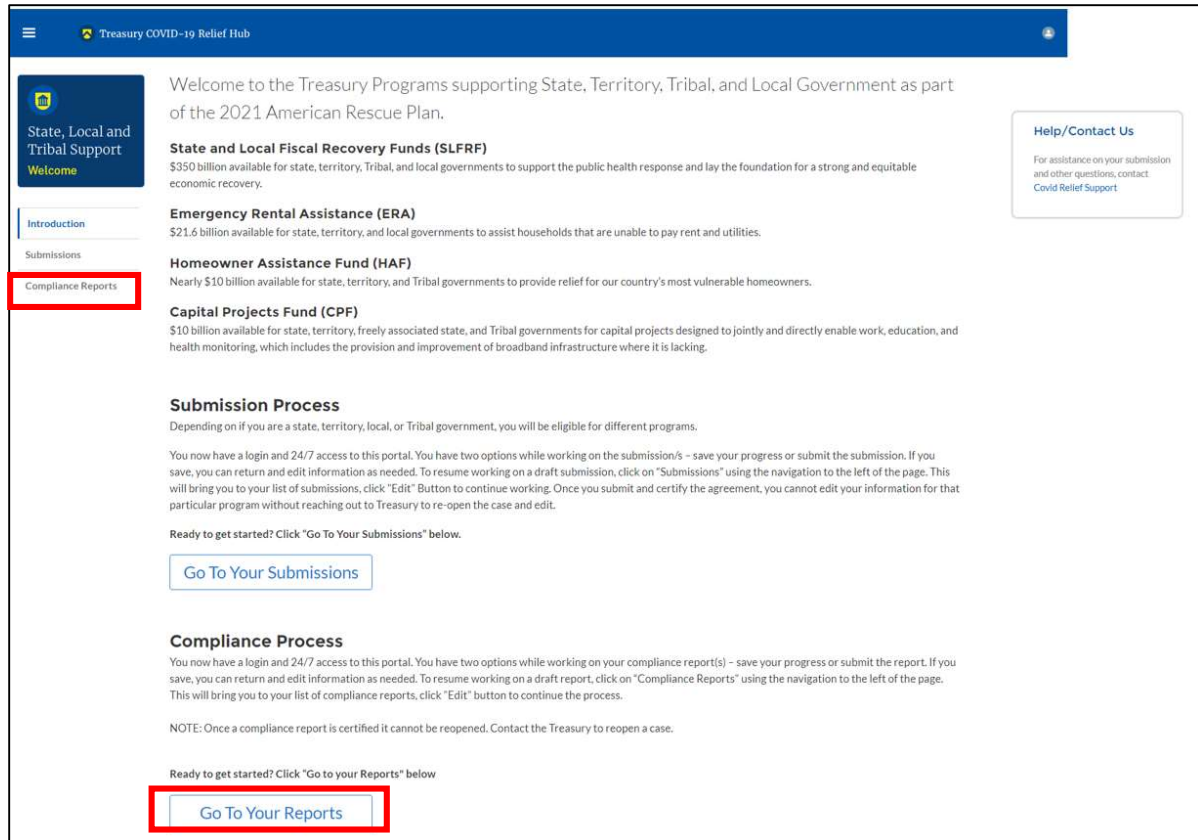 Treasury COVID-19 Relief Hub
State, Local and
Tribal Support
Welcome
Introduction
Submissions
Compliance Reports
Welcome to the Treasury Programs supporting State, Territory, Tribal, and Local Government as part
of the 2021 American Rescue Plan.
State and Local Fiscal Recovery Funds (SLFRF)
$350 billion available for state, territory, Tribal, and local governments to support the public health response and lay the foundation for a strong and equitable
economic recovery.
Emergency Rental Assistance (ERA)
$21.6 billion available for state, territory, and local governments to assist households that are unable to pay rent and utilities.
Homeowner Assistance Fund (HAF)
Nearly $10 billion available for state, territory, and Tribal governments to provide relief for our country's most vulnerable homeowners.
Capital Projects Fund (CPF)
$10 billion available for state, territory, freely associated state, and Tribal governments for capital projects designed to jointly and directly enable work, education, and
health monitoring, which includes the provision and improvement of broadband infrastructure where it is lacking.
Submission Process
Depending on if you are a state, territory, local, or Tribal government, you will be eligible for different programs.
You now have a login and 24/7 access to this portal. You have two options while working on the submission/s – save your progress or submit the submission. If you
save, you can return and edit information as needed. To resume working on a draft submission, click on "Submissions" using the navigation to the left of the page. This
will bring you to your list of submissions, click "Edit" Button to continue working. Once you submit and certify the agreement, you cannot edit your information for that
particular program without reaching out to Treasury to re-open the case and edit.
Ready to get started? Click "Go To Your Submissions" below.
Go To Your Submissions
Compliance Process
You now have a login and 24/7 access to this portal. You have two options while working on your compliance report(s) – save your progress or submit the report. If you
save, you can return and edit information as needed. To resume working on a draft report, click on "Compliance Reports" using the navigation to the left of the page.
This will bring you to your list of compliance reports, click "Edit" button to continue the process.
NOTE: Once a compliance report is certified it cannot be reopened. Contact the Treasury to reopen a case.
Ready to get started? Click "Go to your Reports" below
Go To Your Reports
Help/Contact Us
For assistance on your submission
and other questions, contact
Covid Relief Support